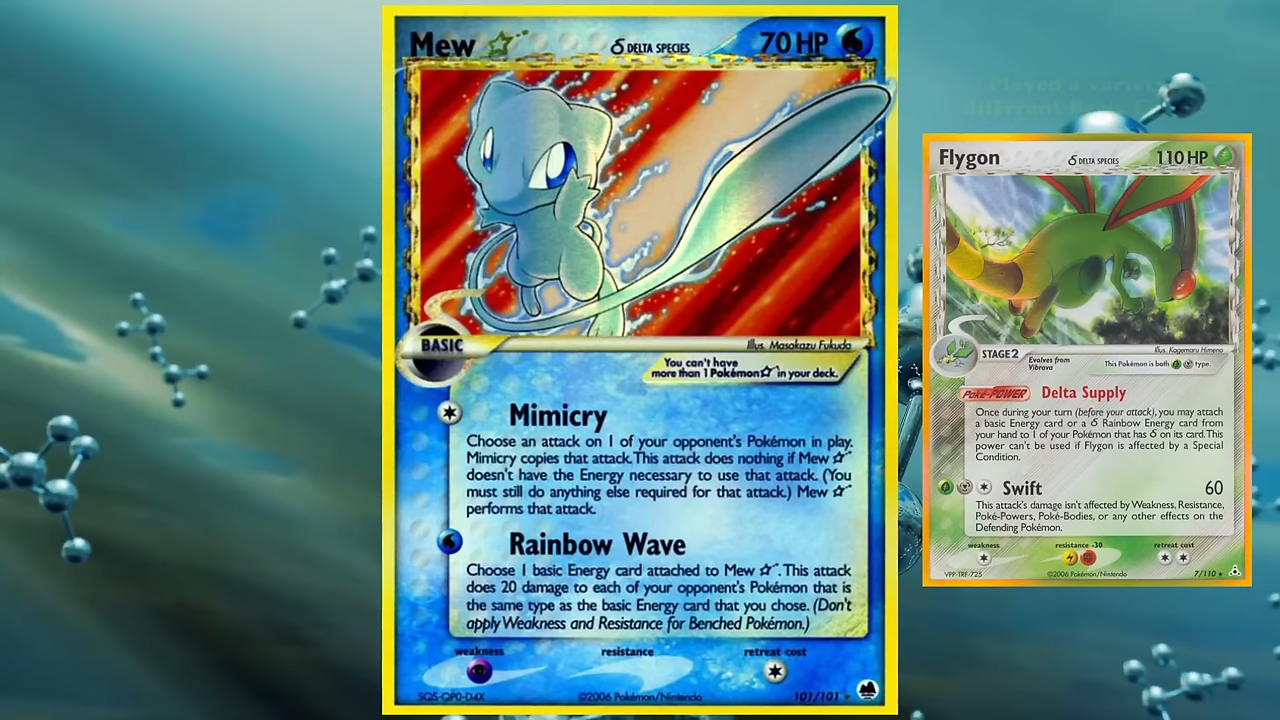 Mew ☆ δ DELTA SPECIES 70 HP
BASIC
Illus. Masakazu Fukuda
You can't have
more than 1 Pokémon ☆ in your deck.
Mimicry
Choose an attack on 1 of your opponent's Pokémon in play.
Mimicry copies that attack. This attack does nothing if Mew ☆
doesn't have the Energy necessary to use that attack. (You
must still do anything else required for that attack.) Mew ☆
performs that attack.
Rainbow Wave
Choose 1 basic Energy card attached to Mew ☆. This attack
does 20 damage to each of your opponent's Pokémon that is
the same type as the basic Energy card that you chose. (Don't
apply Weakness and Resistance for Benched Pokémon.)
weakness resistance retreat cost
SQS-QP0-D4X ©2006 Pokémon/Nintendo 101/101 ★
Played a variety
different
Flygon δ DELTA SPECIES 110 HP
Illus. Kagemaru Himeno
STAGE 2 Evolves from
Vibrava
This Pokémon is both type.
Poké-POWER Delta Supply
Once during your turn (before your attack), you may attach
a basic Energy card or a δ Rainbow Energy card from
your hand to 1 of your Pokémon that has δ on its card. This
power can't be used if Flygon is affected by a Special
Condition.
Swift 60
This attack's damage isn't affected by Weakness, Resistance,
Poké-Powers, Poké-Bodies, or any other effects on the
Defending Pokémon.
weakness resistance -30 retreat cost
VPP-TRF-725 ©2006 Pokémon/Nintendo 7/110 ★